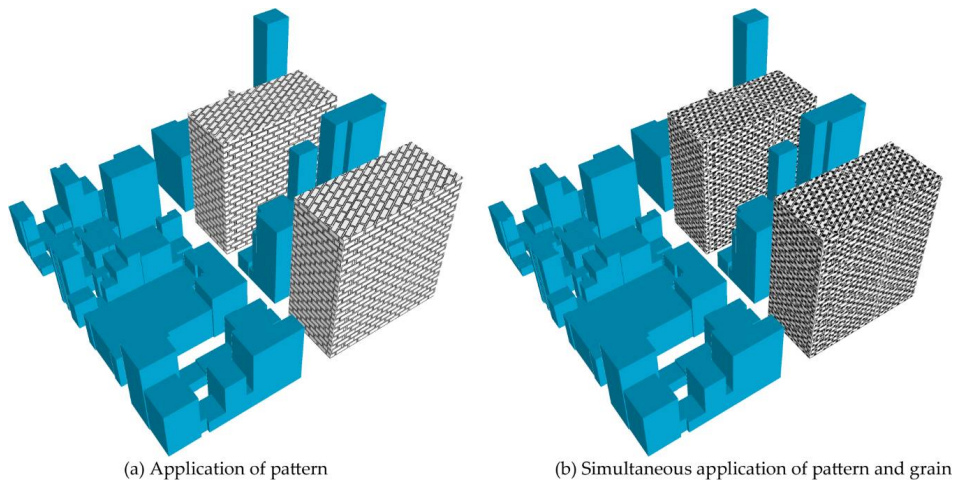 (a) Application of pattern
(b) Simultaneous application of pattern and grain